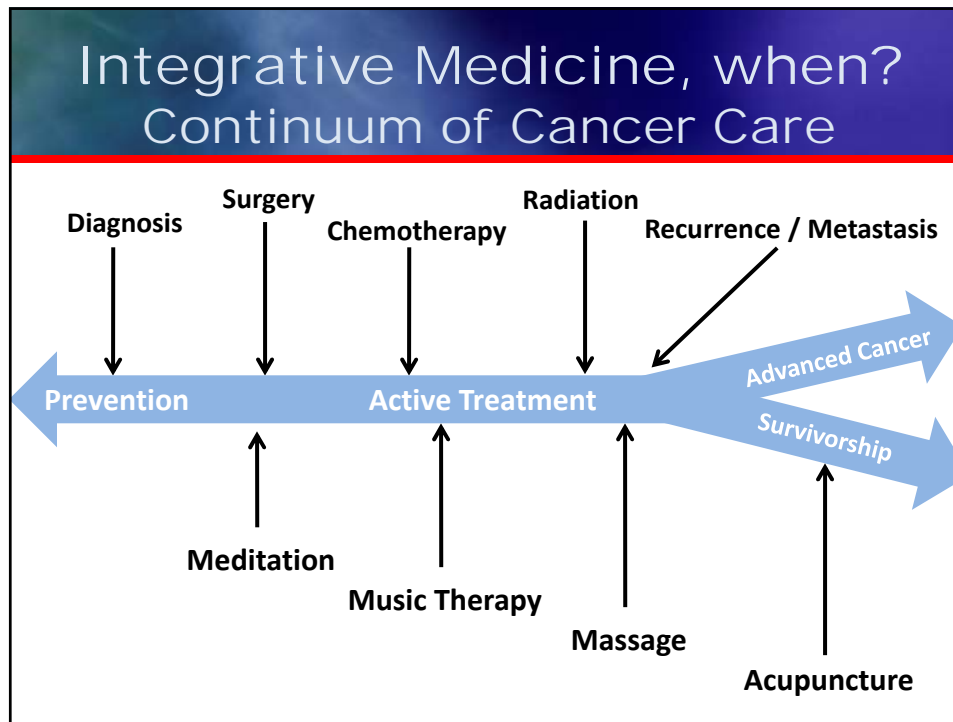 Integrative Medicine, when?
Continuum of Cancer Care
Diagnosis
Surgery
Chemotherapy
Radiation
Recurrence / Metastasis
Prevention
Active Treatment
Advanced Cancer
Survivorship
Meditation
Music Therapy
Massage
Acupuncture